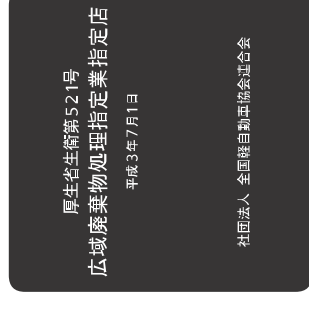 厚生省生衛第521号
広域廃棄物処理指定業指定店
平成3年7月1日
社団法人 全国軽自動車協会連合会